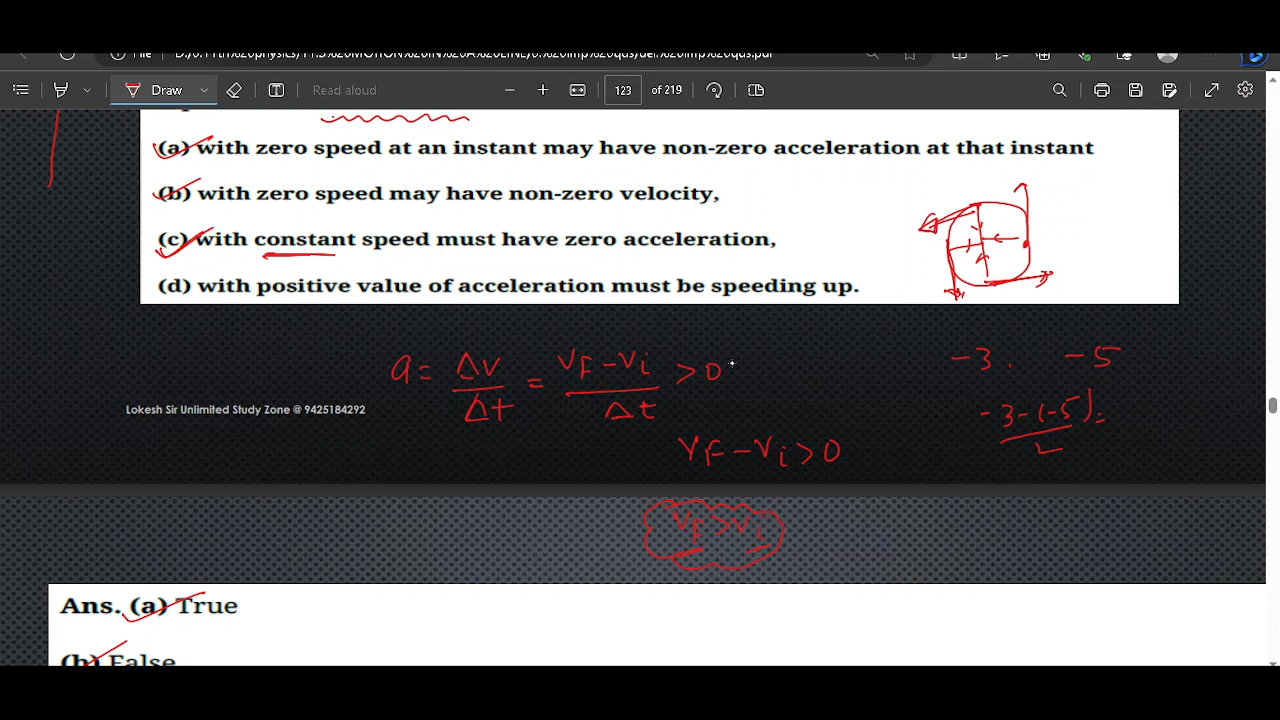 Draw
Read aloud
123 of 219
(a) with zero speed at an instant may have non-zero acceleration at that instant
(b) with zero speed may have non-zero velocity,
(c) with constant speed must have zero acceleration,
(d) with positive value of acceleration must be speeding up.
a = Δv/Δt = (VF - Vi)/Δt > 0
-3. -5
Lokesh Sir Unlimited Study Zone @ 9425184292
-3-(-5) =
VF - Vi > 0
VF > Vi
Ans. (a) True
(b) False